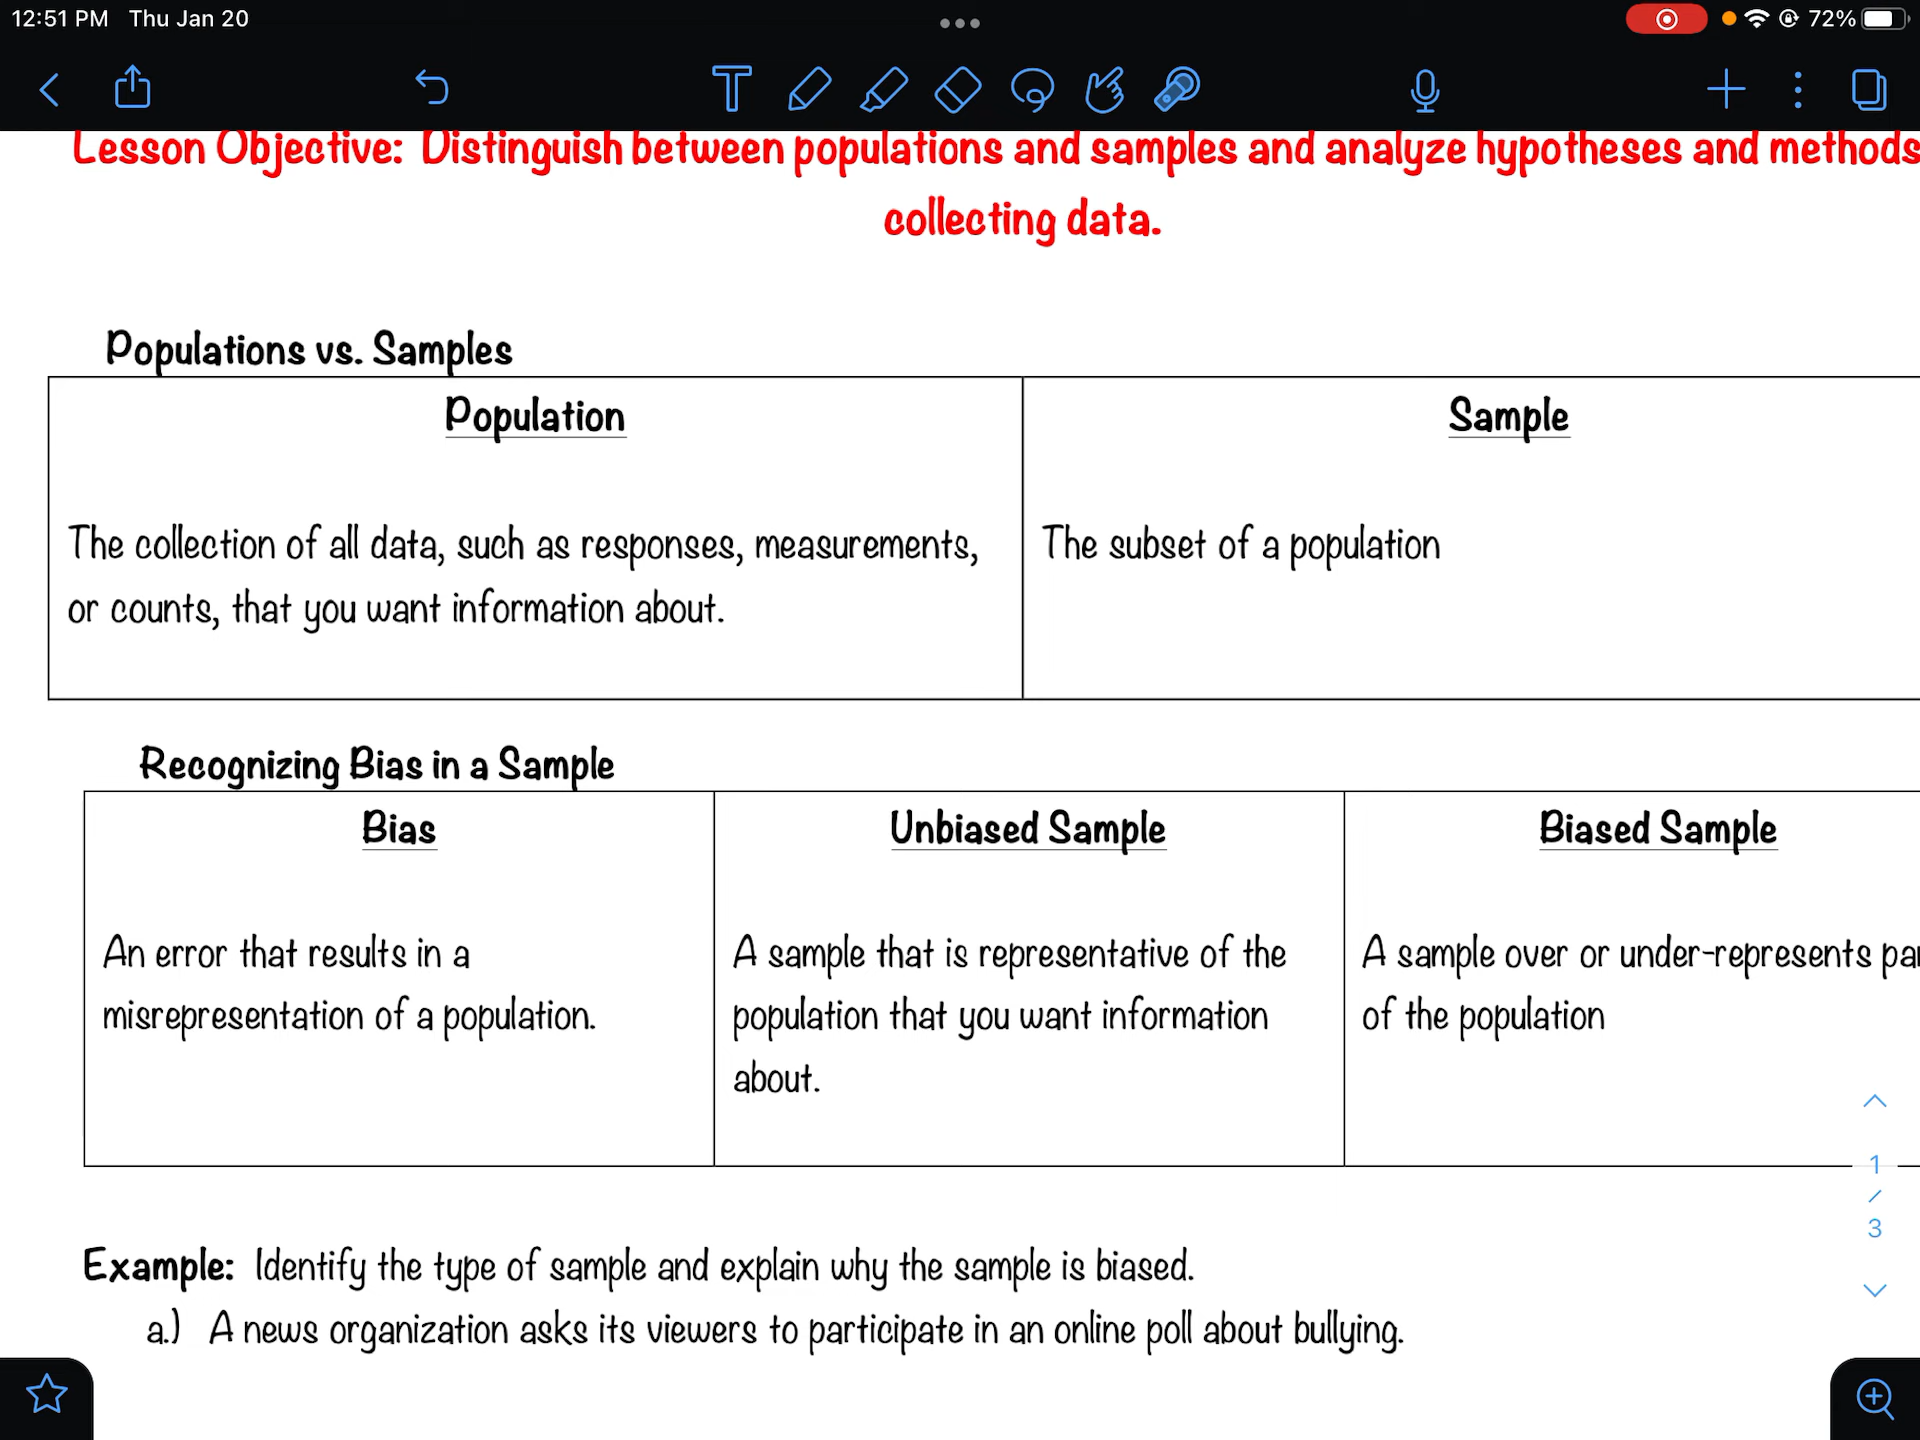 12:51 PM Thu Jan 20
72%
Lesson Objective: Distinguish between populations and samples and analyze hypotheses and methods
collecting data.
Populations vs. Samples
Population
The collection of all data, such as responses, measurements,
or counts, that you want information about.
Sample
The subset of a population
Recognizing Bias in a Sample
Bias
An error that results in a
misrepresentation of a population.
Unbiased Sample
A sample that is representative of the
population that you want information
about.
Biased Sample
A sample over or under-represents
of the population
1
/
3
Example: Identify the type of sample and explain why the sample is biased.
a.) A news organization asks its viewers to participate in an online poll about bullying.